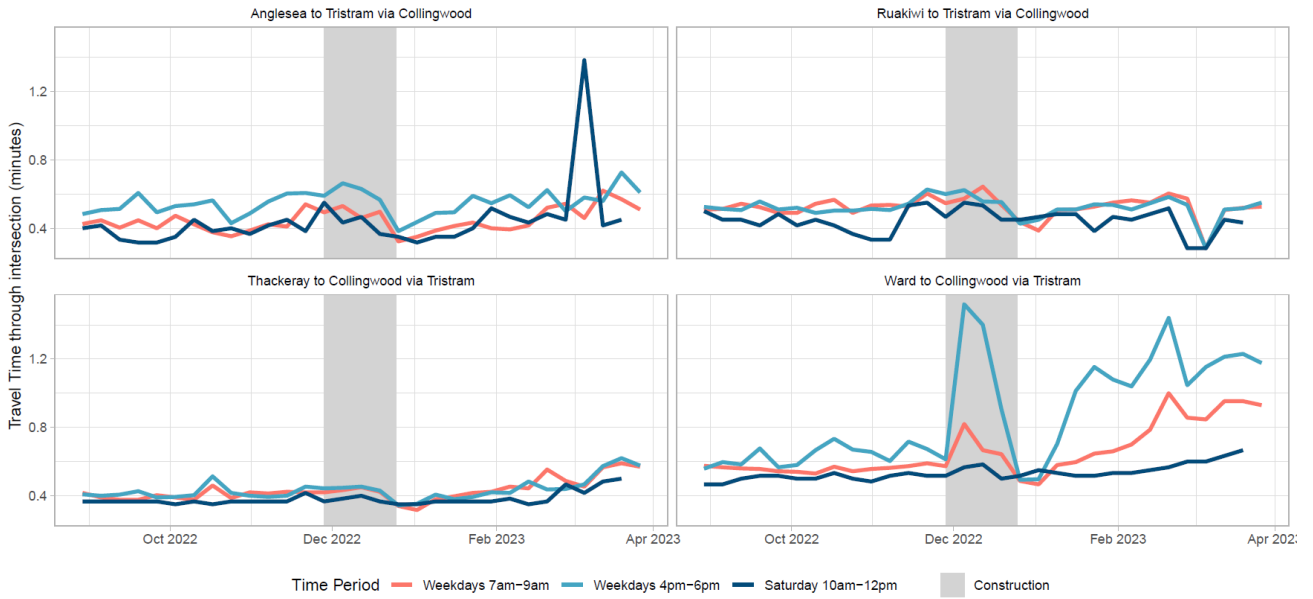 Anglesea to Tristram via Collingwood
Ruakiwi to Tristram via Collingwood
1.2
0.8
0.4
Thackeray to Collingwood via Tristram
Ward to Collingwood via Tristram
1.2
0.8
0.4
Travel Time through intersection (minutes)
Oct 2022 Dec 2022 Feb 2023 Apr 2023
Oct 2022 Dec 2022 Feb 2023 Apr 2023
Time Period Weekdays 7am−9am Weekdays 4pm−6pm Saturday 10am−12pm Construction